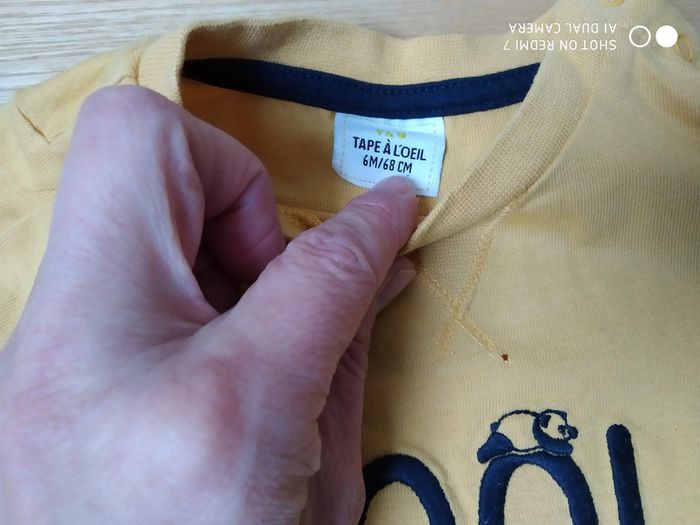 TAPE À L'OEIL
6M/68 CM
SHOT ON REDMI 7
AI DUAL CAMERA